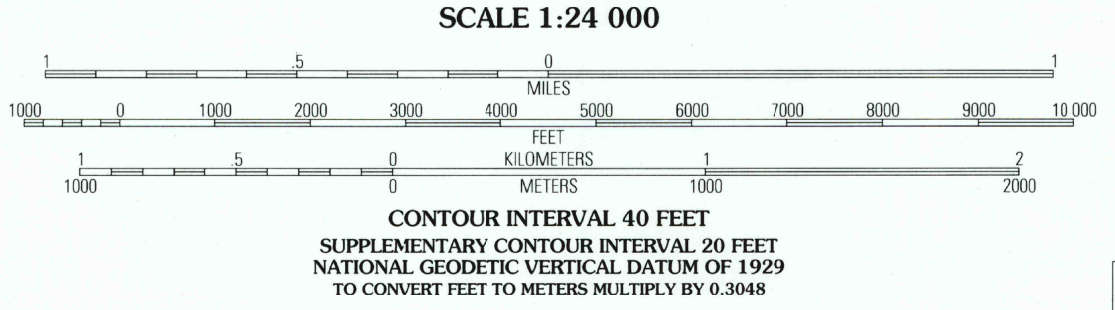 SCALE 1:24 000
1 .5 0 1
MILES
1000 0 1000 2000 3000 4000 5000 6000 7000 8000 9000 10 000
FEET
1 .5 0 KILOMETERS 1 2
1000 0 METERS 1000 2000
CONTOUR INTERVAL 40 FEET
SUPPLEMENTARY CONTOUR INTERVAL 20 FEET
NATIONAL GEODETIC VERTICAL DATUM OF 1929
TO CONVERT FEET TO METERS MULTIPLY BY 0.3048